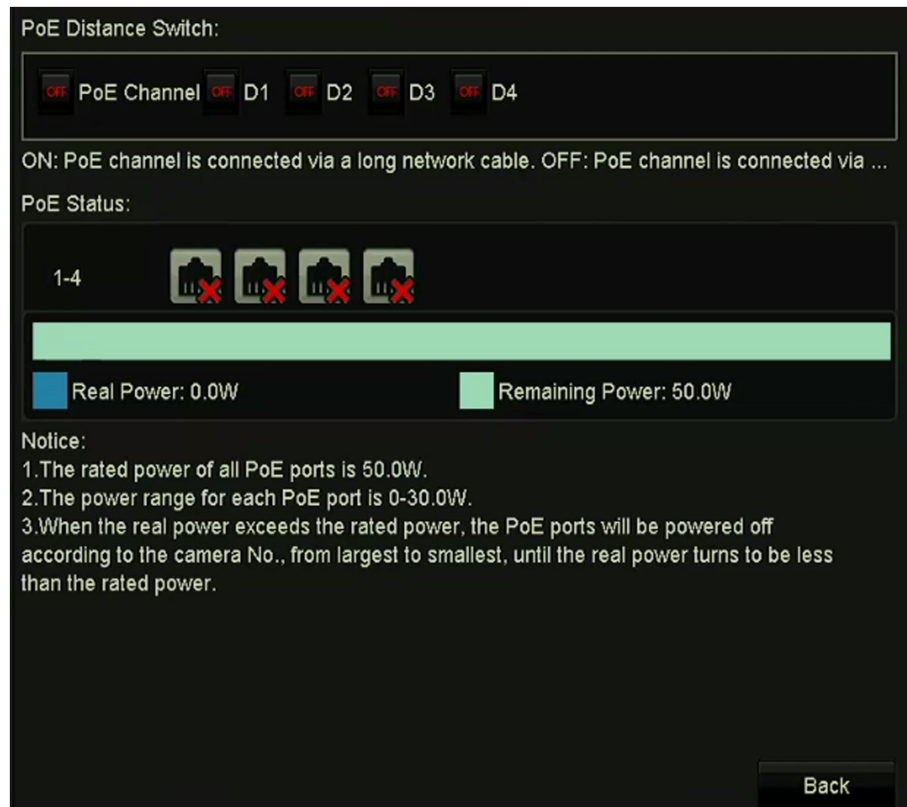 PoE Distance Switch:
OFF PoE Channel OFF D1 OFF D2 OFF D3 OFF D4
ON: PoE channel is connected via a long network cable. OFF: PoE channel is connected via ...
PoE Status:
1-4
Real Power: 0.0W Remaining Power: 50.0W
Notice:
1.The rated power of all PoE ports is 50.0W.
2.The power range for each PoE port is 0-30.0W.
3.When the real power exceeds the rated power, the PoE ports will be powered off
according to the camera No., from largest to smallest, until the real power turns to be less
than the rated power.
Back